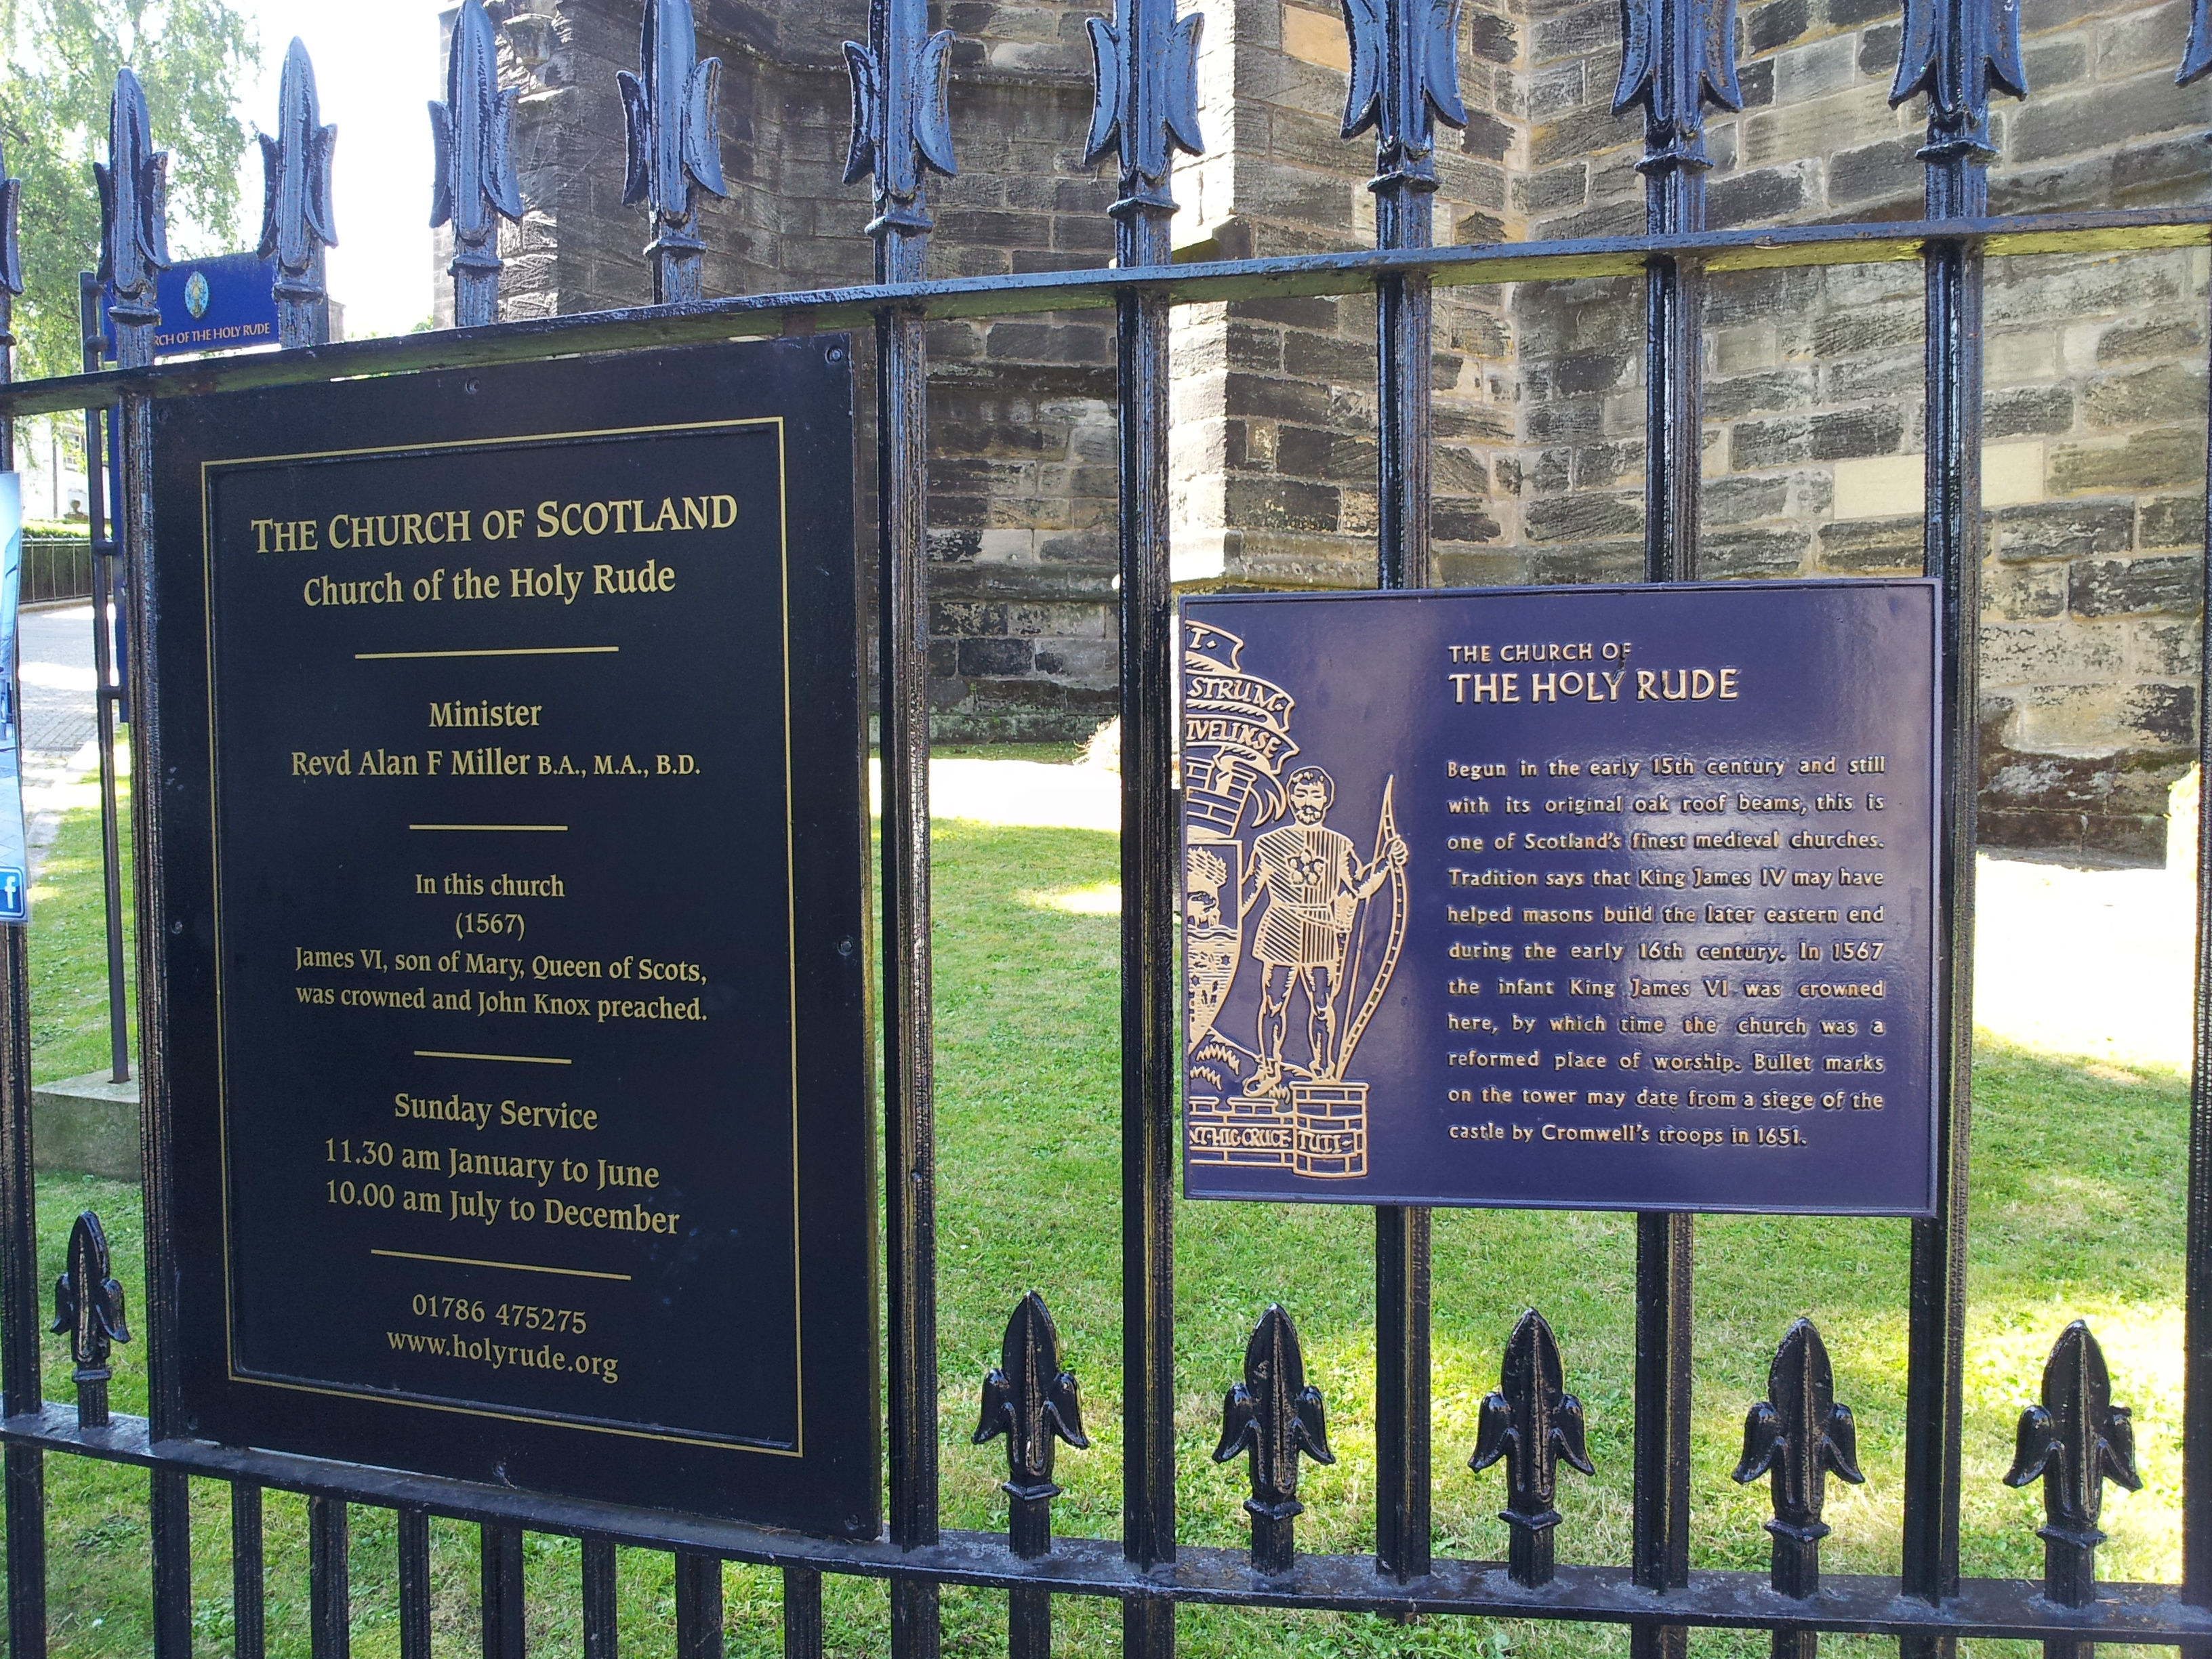 RCH OF THE HOLY RUDE
THE CHURCH OF SCOTLAND
Church of the Holy Rude
Minister
Revd Alan F Miller B.A., M.A., B.D.
In this church
(1567)
James VI, son of Mary, Queen of Scots,
was crowned and John Knox preached.
Sunday Service
11.30 am January to June
10.00 am July to December
01786 475275
www.holyrude.org
f
THE CHURCH OF
THE HOLY RUDE
Begun in the early 15th century and still
with its original oak roof beams, this is
one of Scotland's finest medieval churches.
Tradition says that King James IV may have
helped masons build the later eastern end
during the early 16th century. In 1567
the infant King James VI was crowned
here, by which time the church was a
reformed place of worship. Bullet marks
on the tower may date from a siege of the
castle by Cromwell's troops in 1651.
T·
STRUM·
IVELINSE
NT·HIC CRUCE TUTI·